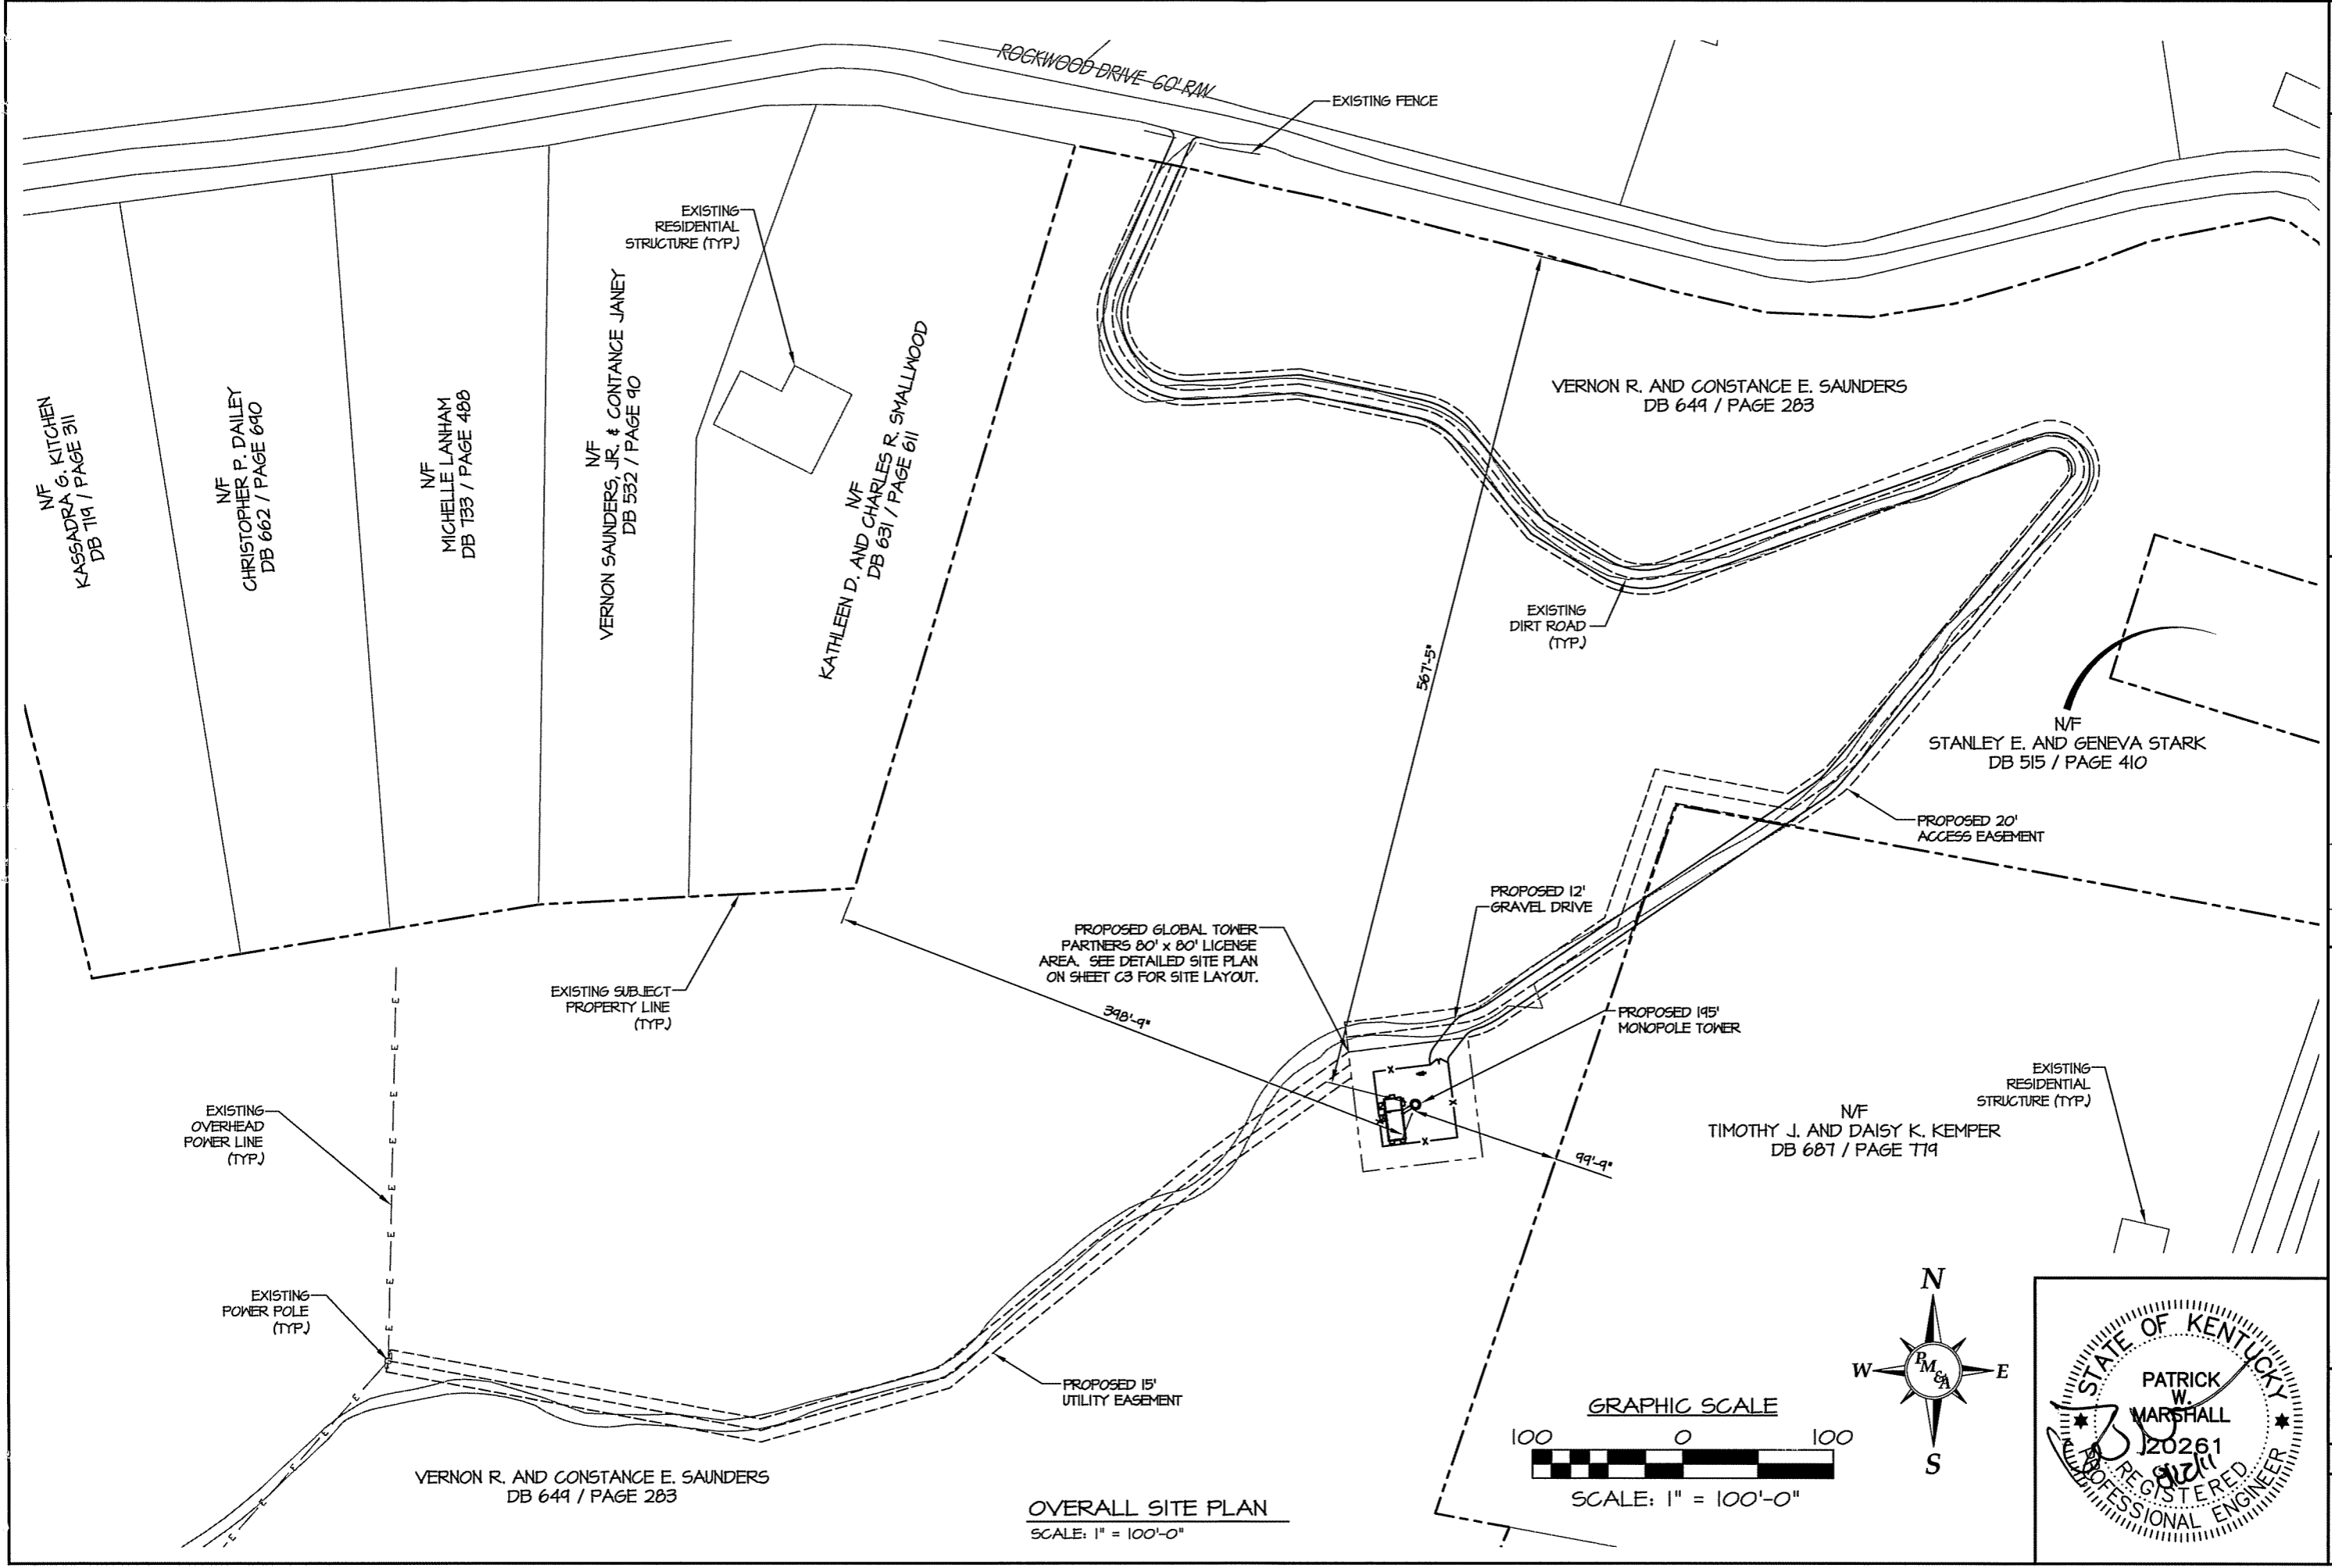 ROCKWOOD DRIVE 60' R/W
EXISTING FENCE
EXISTING
RESIDENTIAL
STRUCTURE (TYP.)
N/F
KASSADRA G. KITCHEN
DB 719 / PAGE 311
N/F
CHRISTOPHER P. DAILEY
DB 662 / PAGE 690
N/F
MICHELLE LANHAM
DB 733 / PAGE 488
N/F
VERNON SAUNDERS, JR. & CONTANCE JANEY
DB 532 / PAGE 90
N/F
KATHLEEN D. AND CHARLES R. SMALLWOOD
DB 631 / PAGE 611
VERNON R. AND CONSTANCE E. SAUNDERS
DB 649 / PAGE 283
EXISTING
DIRT ROAD
(TYP.)
567'-5"
N/F
STANLEY E. AND GENEVA STARK
DB 515 / PAGE 410
PROPOSED 20'
ACCESS EASEMENT
PROPOSED 12'
GRAVEL DRIVE
PROPOSED GLOBAL TOWER
PARTNERS 80' x 80' LICENSE
AREA. SEE DETAILED SITE PLAN
ON SHEET C3 FOR SITE LAYOUT.
EXISTING SUBJECT
PROPERTY LINE
(TYP.)
398'-9"
PROPOSED 195'
MONOPOLE TOWER
EXISTING
RESIDENTIAL
STRUCTURE (TYP.)
N/F
TIMOTHY J. AND DAISY K. KEMPER
DB 687 / PAGE 779
99'-9"
EXISTING
OVERHEAD
POWER LINE
(TYP.)
E
E
E
E
E
E
E
E
E
X
X
X
X
EXISTING
POWER POLE
(TYP.)
PROPOSED 15'
UTILITY EASEMENT
VERNON R. AND CONSTANCE E. SAUNDERS
DB 649 / PAGE 283
OVERALL SITE PLAN
SCALE: 1" = 100'-0"
GRAPHIC SCALE
100 0 100
SCALE: 1" = 100'-0"
N
W E
S
PM&A
STATE OF KENTUCKY
PATRICK
W.
MARSHALL
20261
REGISTERED
PROFESSIONAL ENGINEER